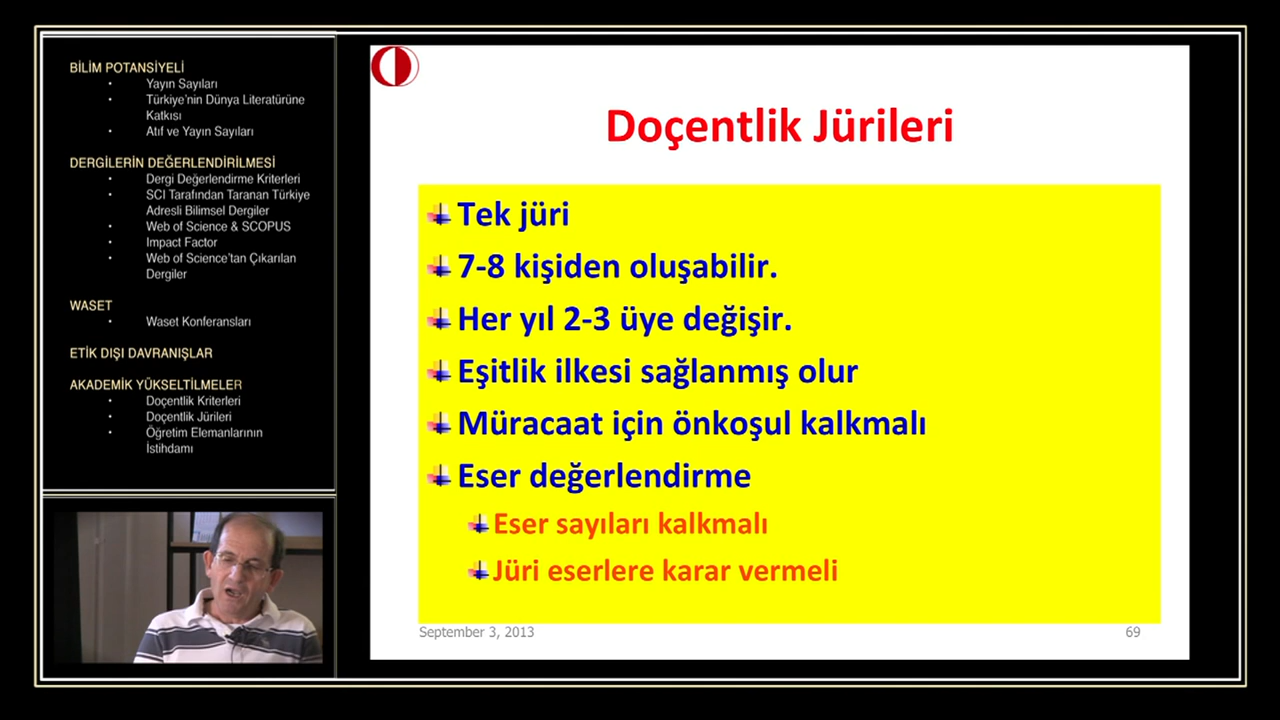 BİLİM POTANSİYELİ
Yayın Sayıları
Türkiye'nin Dünya Literatürüne
Katkısı
Atıf ve Yayın Sayıları
DERGİLERİN DEĞERLENDİRİLMESİ
Dergi Değerlendirme Kriterleri
SCI Tarafından Taranan Türkiye
Adresli Bilimsel Dergiler
Web of Science & SCOPUS
Impact Factor
Web of Science'tan Çıkarılan
Dergiler
WASET
Waset Konferansları
ETİK DIŞI DAVRANIŞLAR
AKADEMİK YÜKSELTİLMELER
Doçentlik Kriterleri
Doçentlik Jürileri
Öğretim Elemanlarının
İstihdamı
Doçentlik Jürileri
Tek jüri
7-8 kişiden oluşabilir.
Her yıl 2-3 üye değişir.
Eşitlik ilkesi sağlanmış olur
Müracaat için önkoşul kalkmalı
Eser değerlendirme
Eser sayıları kalkmalı
Jüri eserlere karar vermeli
September 3, 2013
69